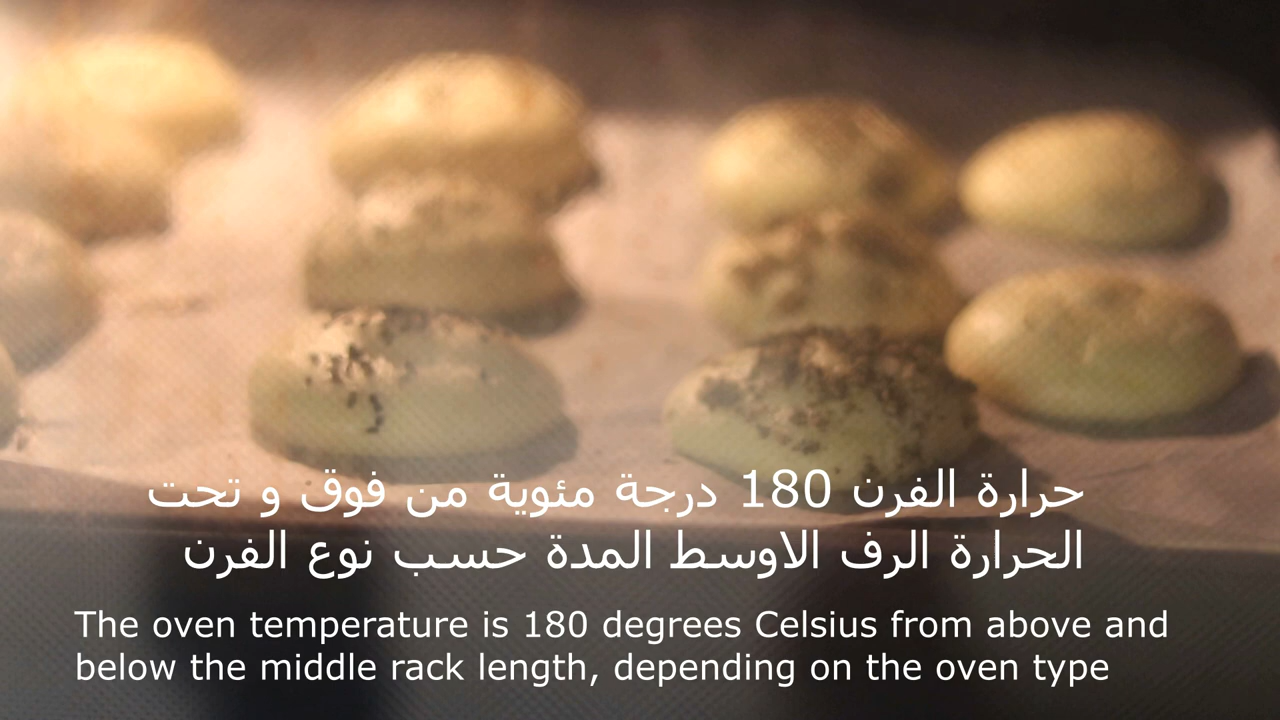 حرارة الفرن 180 درجة مئوية من فوق و تحت
الحرارة الرف الاوسط المدة حسب نوع الفرن
The oven temperature is 180 degrees Celsius from above and
below the middle rack length, depending on the oven type